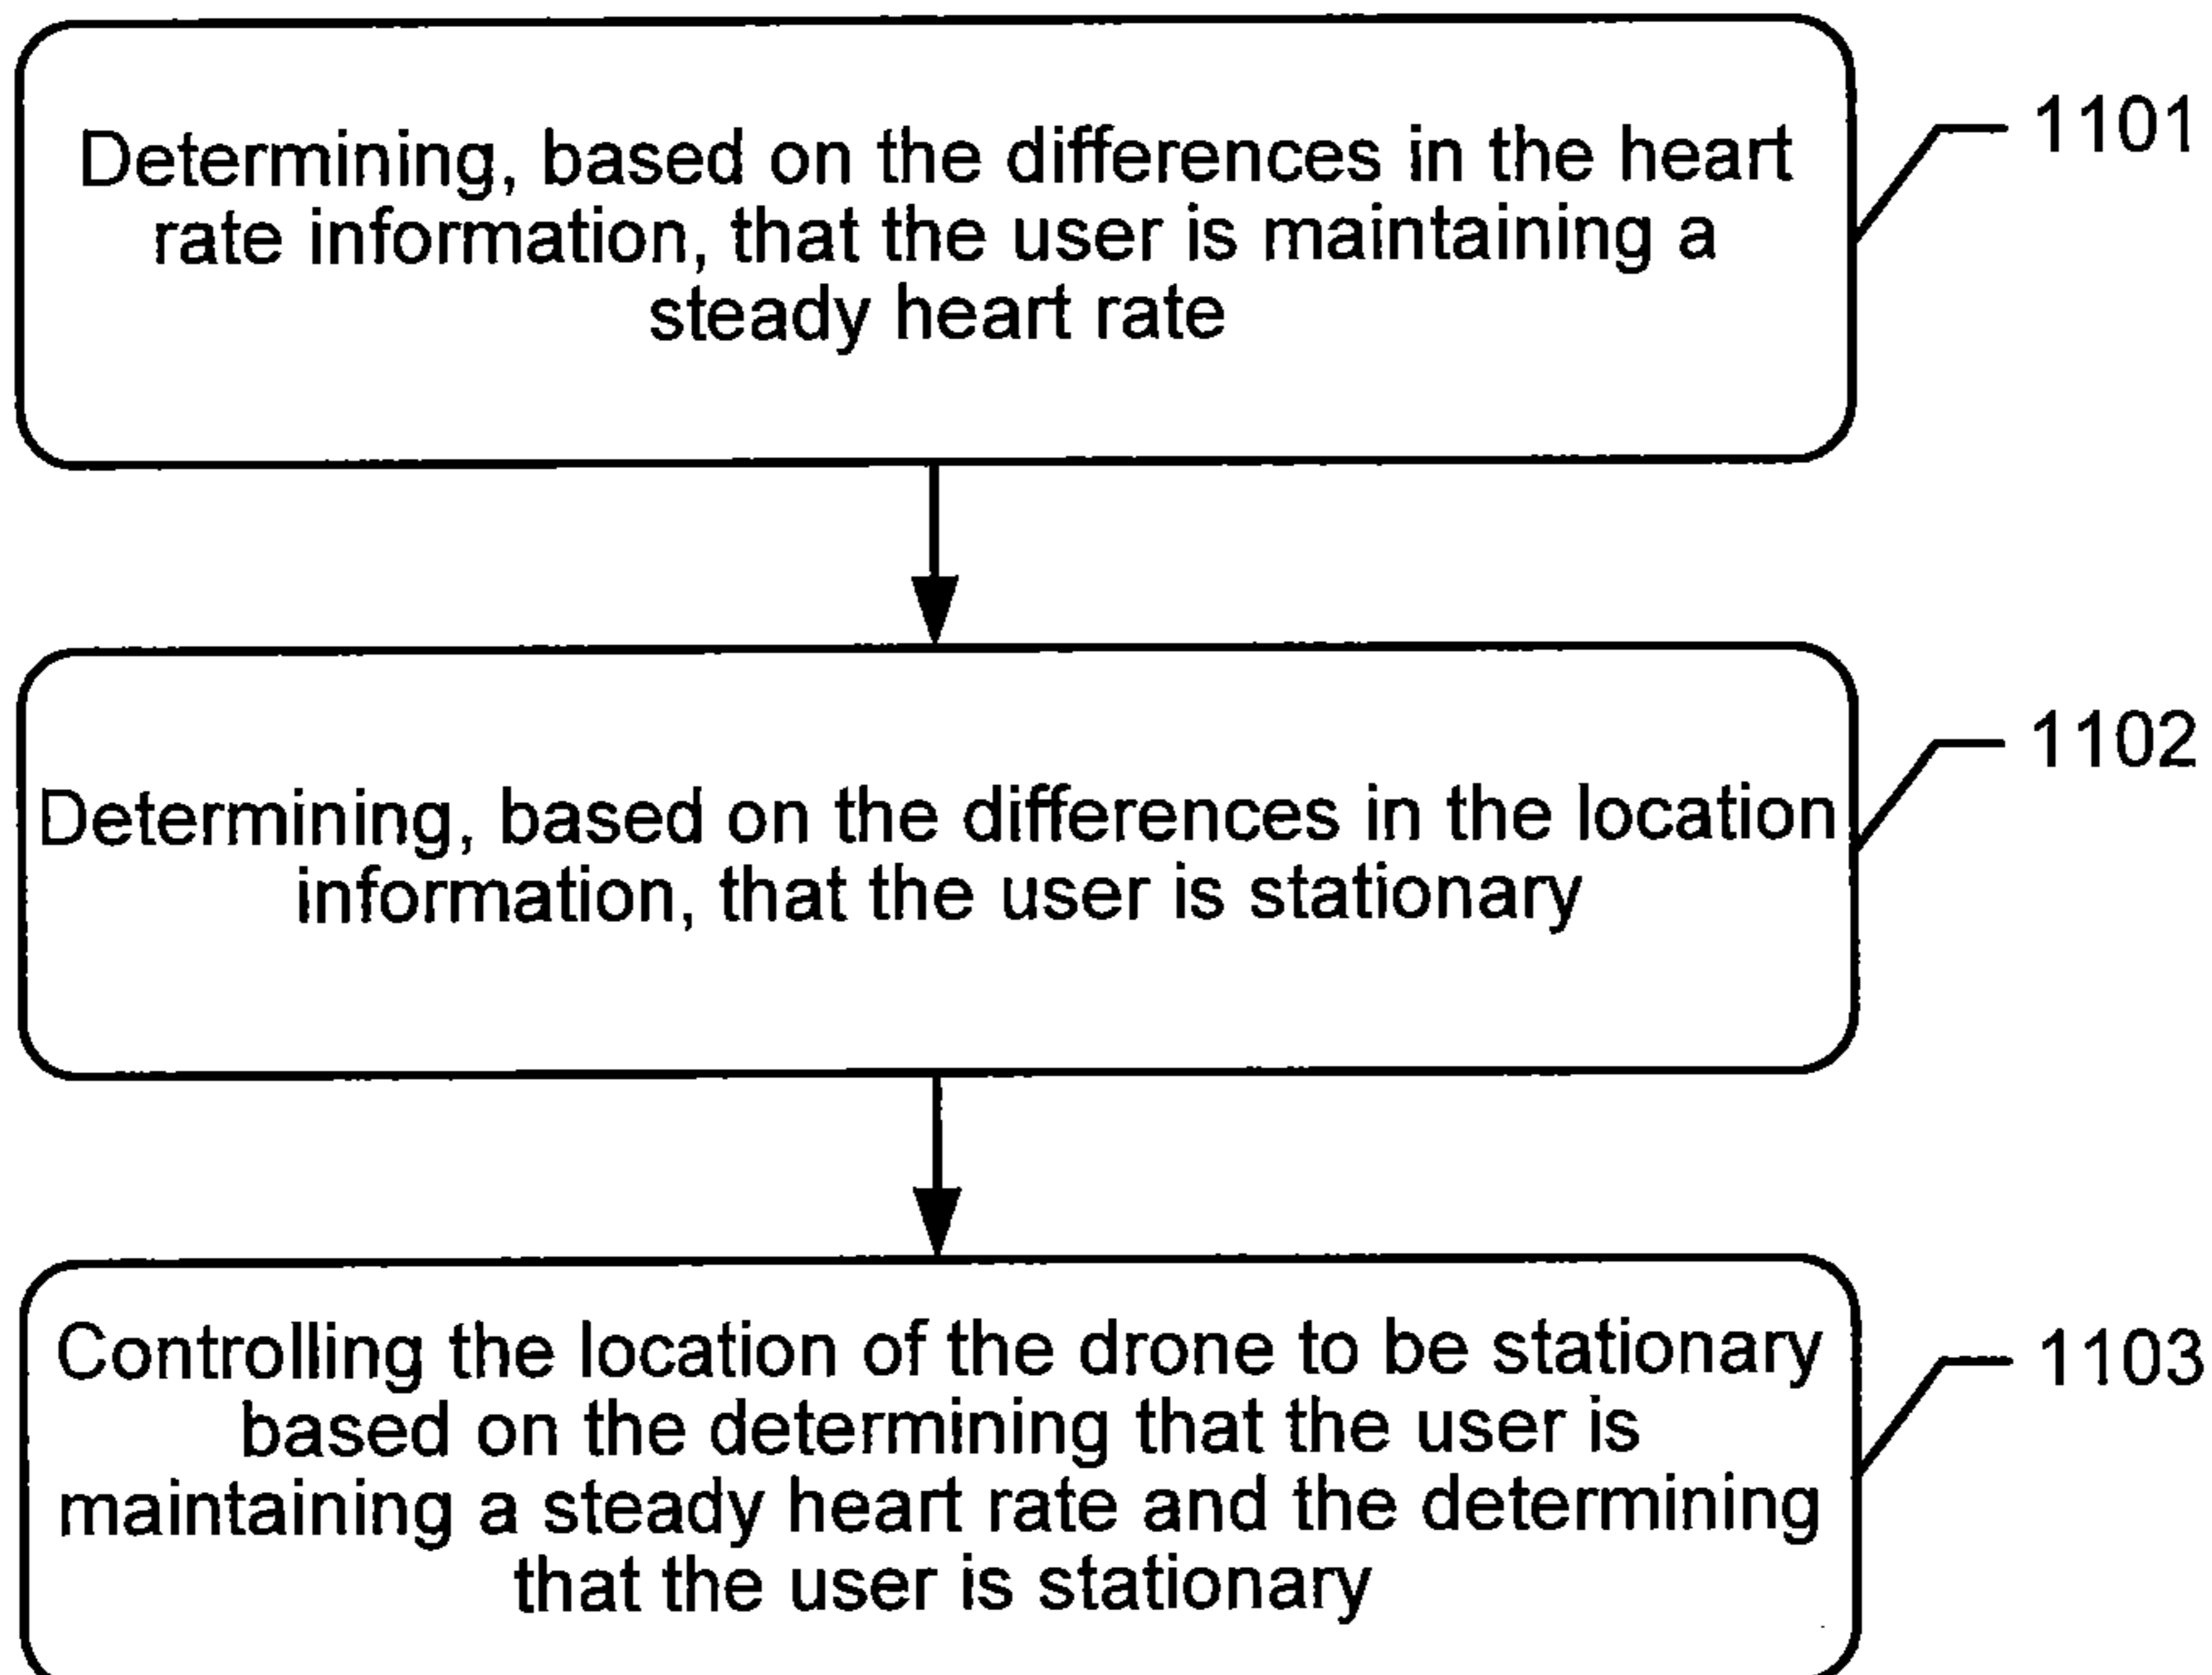 Determining, based on the differences in the heart
rate information, that the user is maintaining a
steady heart rate
1101
Determining, based on the differences in the location
information, that the user is stationary
1102
Controlling the location of the drone to be stationary
based on the determining that the user is
maintaining a steady heart rate and the determining
that the user is stationary
1103